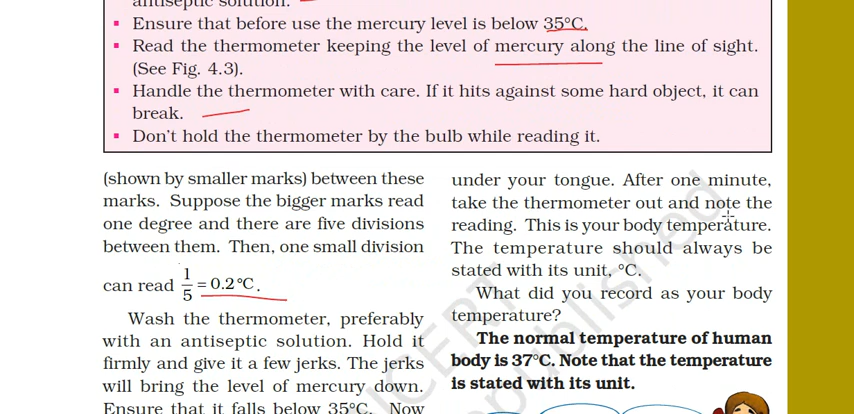 antiseptic solution.
▪ Ensure that before use the mercury level is below 35°C.
▪ Read the thermometer keeping the level of mercury along the line of sight.
(See Fig. 4.3).
▪ Handle the thermometer with care. If it hits against some hard object, it can
break.
▪ Don't hold the thermometer by the bulb while reading it.
(shown by smaller marks) between these
marks. Suppose the bigger marks read
one degree and there are five divisions
between them. Then, one small division
can read 1/5 = 0.2°C.
Wash the thermometer, preferably
with an antiseptic solution. Hold it
firmly and give it a few jerks. The jerks
will bring the level of mercury down.
Ensure that it falls below 35°C. Now
under your tongue. After one minute,
take the thermometer out and note the
reading. This is your body temperature.
The temperature should always be
stated with its unit, °C.
What did you record as your body
temperature?
The normal temperature of human
body is 37°C. Note that the temperature
is stated with its unit.